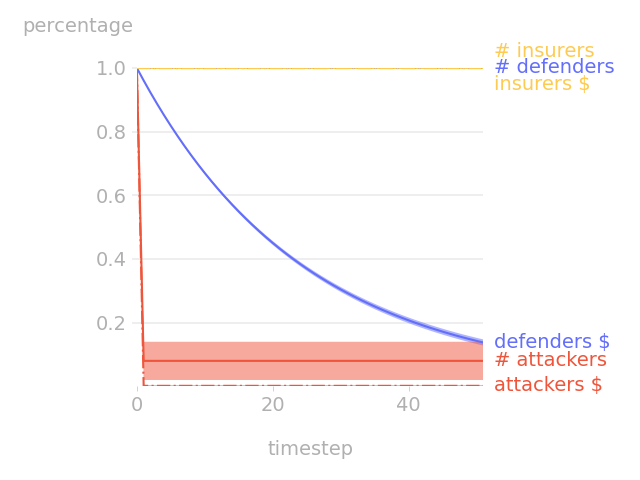 percentage
# insurers
# defenders
insurers $
1.0
0.8
0.6
0.4
0.2
defenders $
# attackers
attackers $
0
20
40
timestep